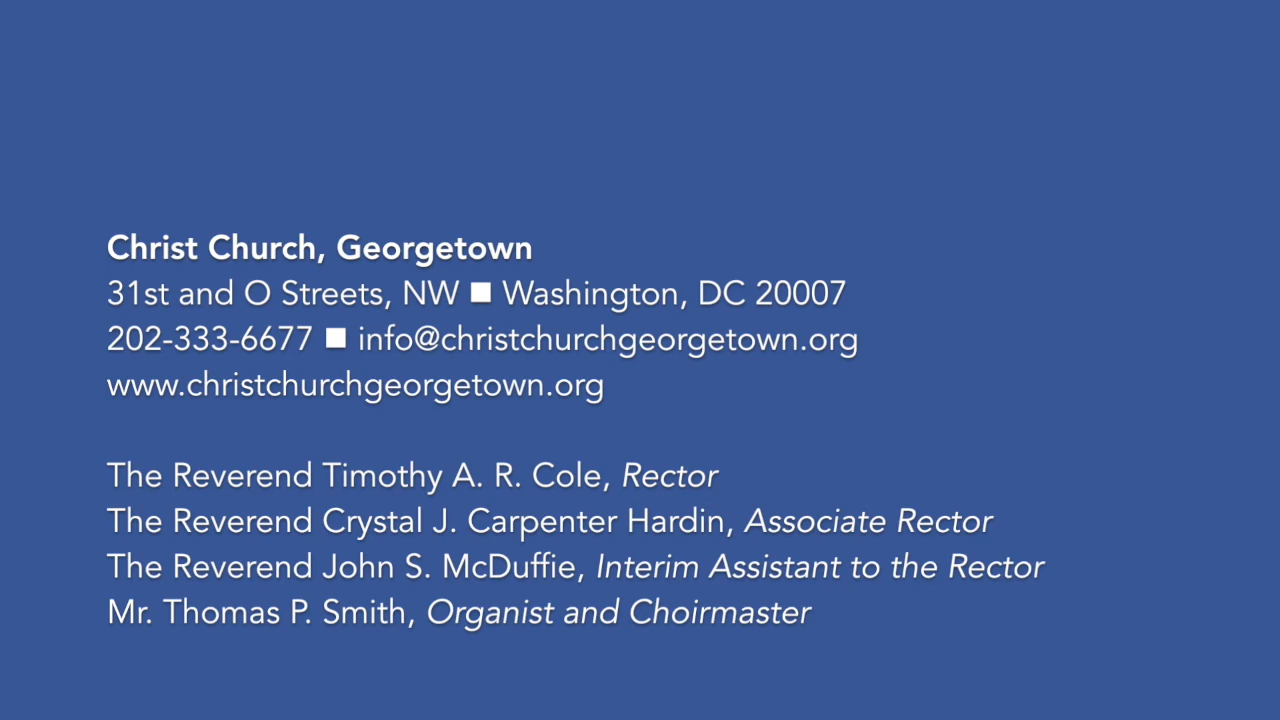 Christ Church, Georgetown
31st and O Streets, NW ■ Washington, DC 20007
202-333-6677 ■ info@christchurchgeorgetown.org
www.christchurchgeorgetown.org
The Reverend Timothy A. R. Cole, Rector
The Reverend Crystal J. Carpenter Hardin, Associate Rector
The Reverend John S. McDuffie, Interim Assistant to the Rector
Mr. Thomas P. Smith, Organist and Choirmaster